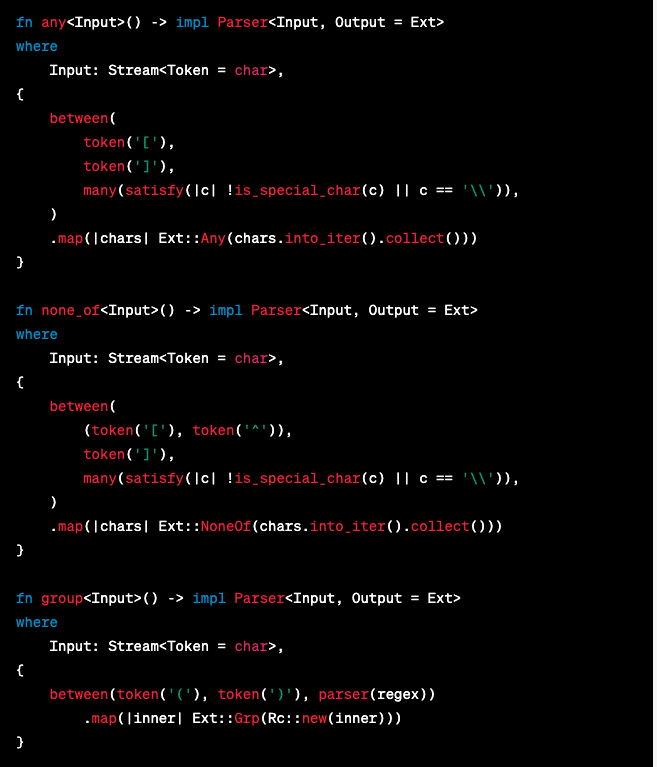 fn any<Input>() -> impl Parser<Input, Output = Ext>
where
    Input: Stream<Token = char>,
{
    between(
        token('['),
        token(']'),
        many(satisfy(|c| !is_special_char(c) || c == '\\')),
    )
    .map(|chars| Ext::Any(chars.into_iter().collect()))
}

fn none_of<Input>() -> impl Parser<Input, Output = Ext>
where
    Input: Stream<Token = char>,
{
    between(
        (token('['), token('^')),
        token(']'),
        many(satisfy(|c| !is_special_char(c) || c == '\\')),
    )
    .map(|chars| Ext::NoneOf(chars.into_iter().collect()))
}

fn group<Input>() -> impl Parser<Input, Output = Ext>
where
    Input: Stream<Token = char>,
{
    between(token('('), token(')'), parser(regex))
        .map(|inner| Ext::Grp(Rc::new(inner)))
}